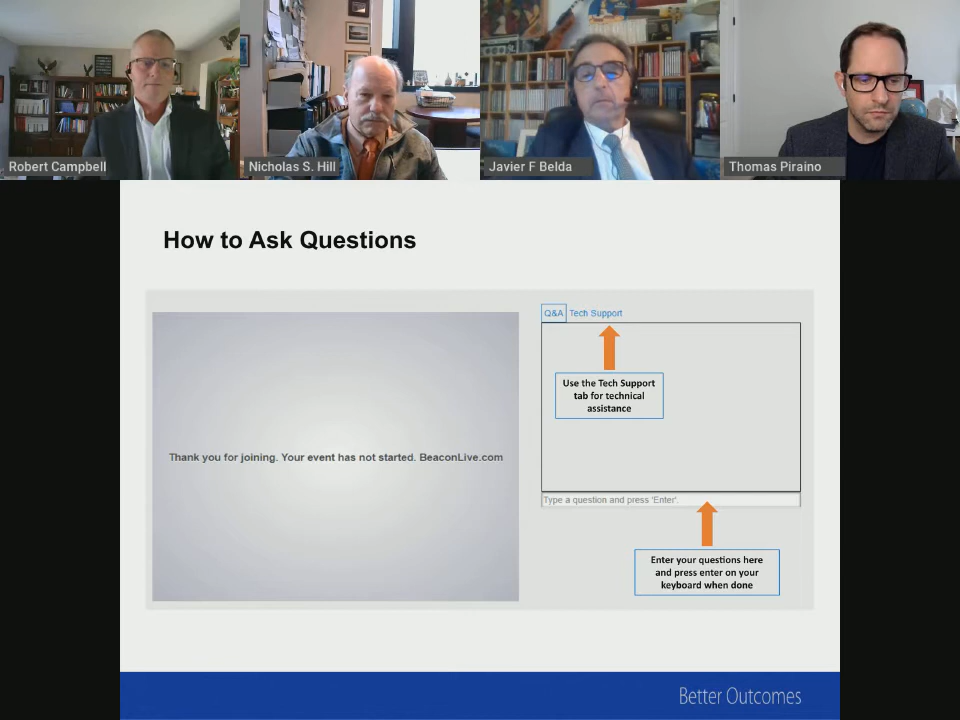 Robert Campbell
Nicholas S. Hill
Javier F Belda
Thomas Piraino
How to Ask Questions
Thank you for joining. Your event has not started. BeaconLive.com
Q&A Tech Support
Use the Tech Support
tab for technical
assistance
Type a question and press 'Enter'.
Enter your questions here
and press enter on your
keyboard when done
Better Outcomes